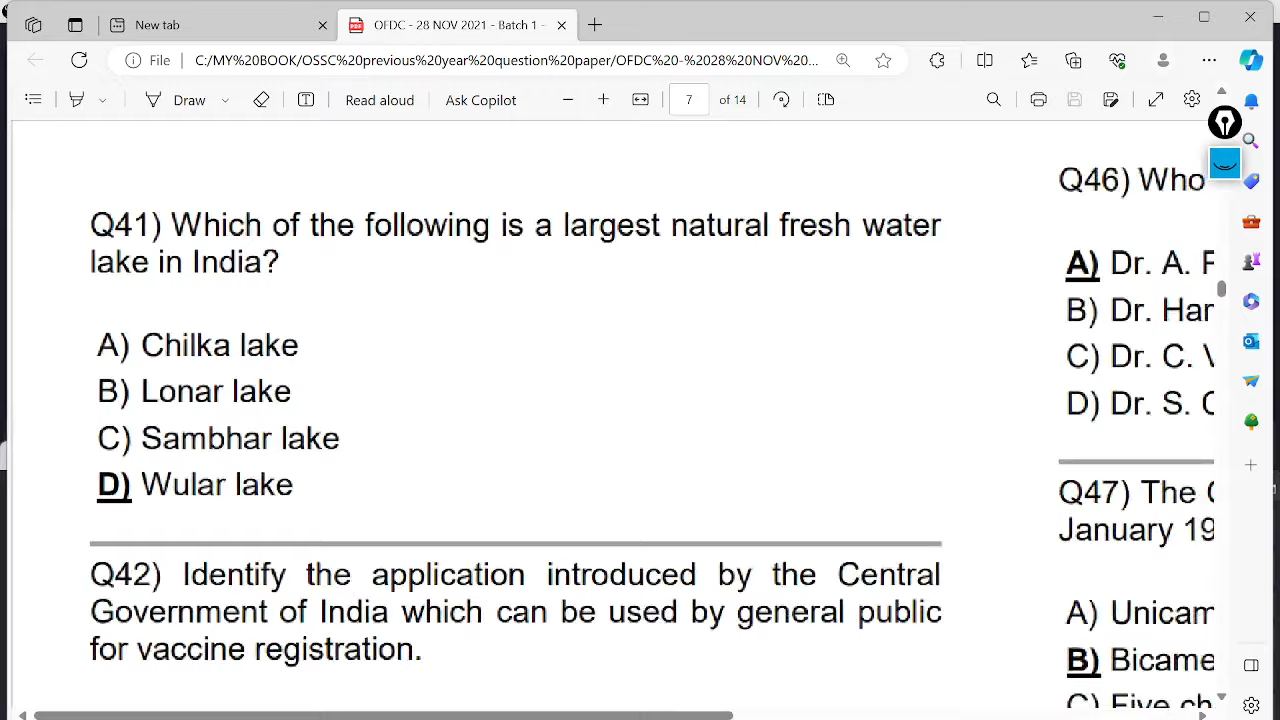 New tab
OFDC - 28 NOV 2021 - Batch 1 -
File
C:/MY%20BOOK/OSSC%20previous%20year%20question%20paper/OFDC%20-%2028%20NOV%20...
Draw
Read aloud
Ask Copilot
7
of 14
Q41) Which of the following is a largest natural fresh water
lake in India?
A) Chilka lake
B) Lonar lake
C) Sambhar lake
D) Wular lake
Q42) Identify the application introduced by the Central
Government of India which can be used by general public
for vaccine registration.
Q46) Who
A) Dr. A.
B) Dr. Har
C) Dr. C.
D) Dr. S.
Q47) The
January 19
A) Unicam
B) Bicame
C) Five ch